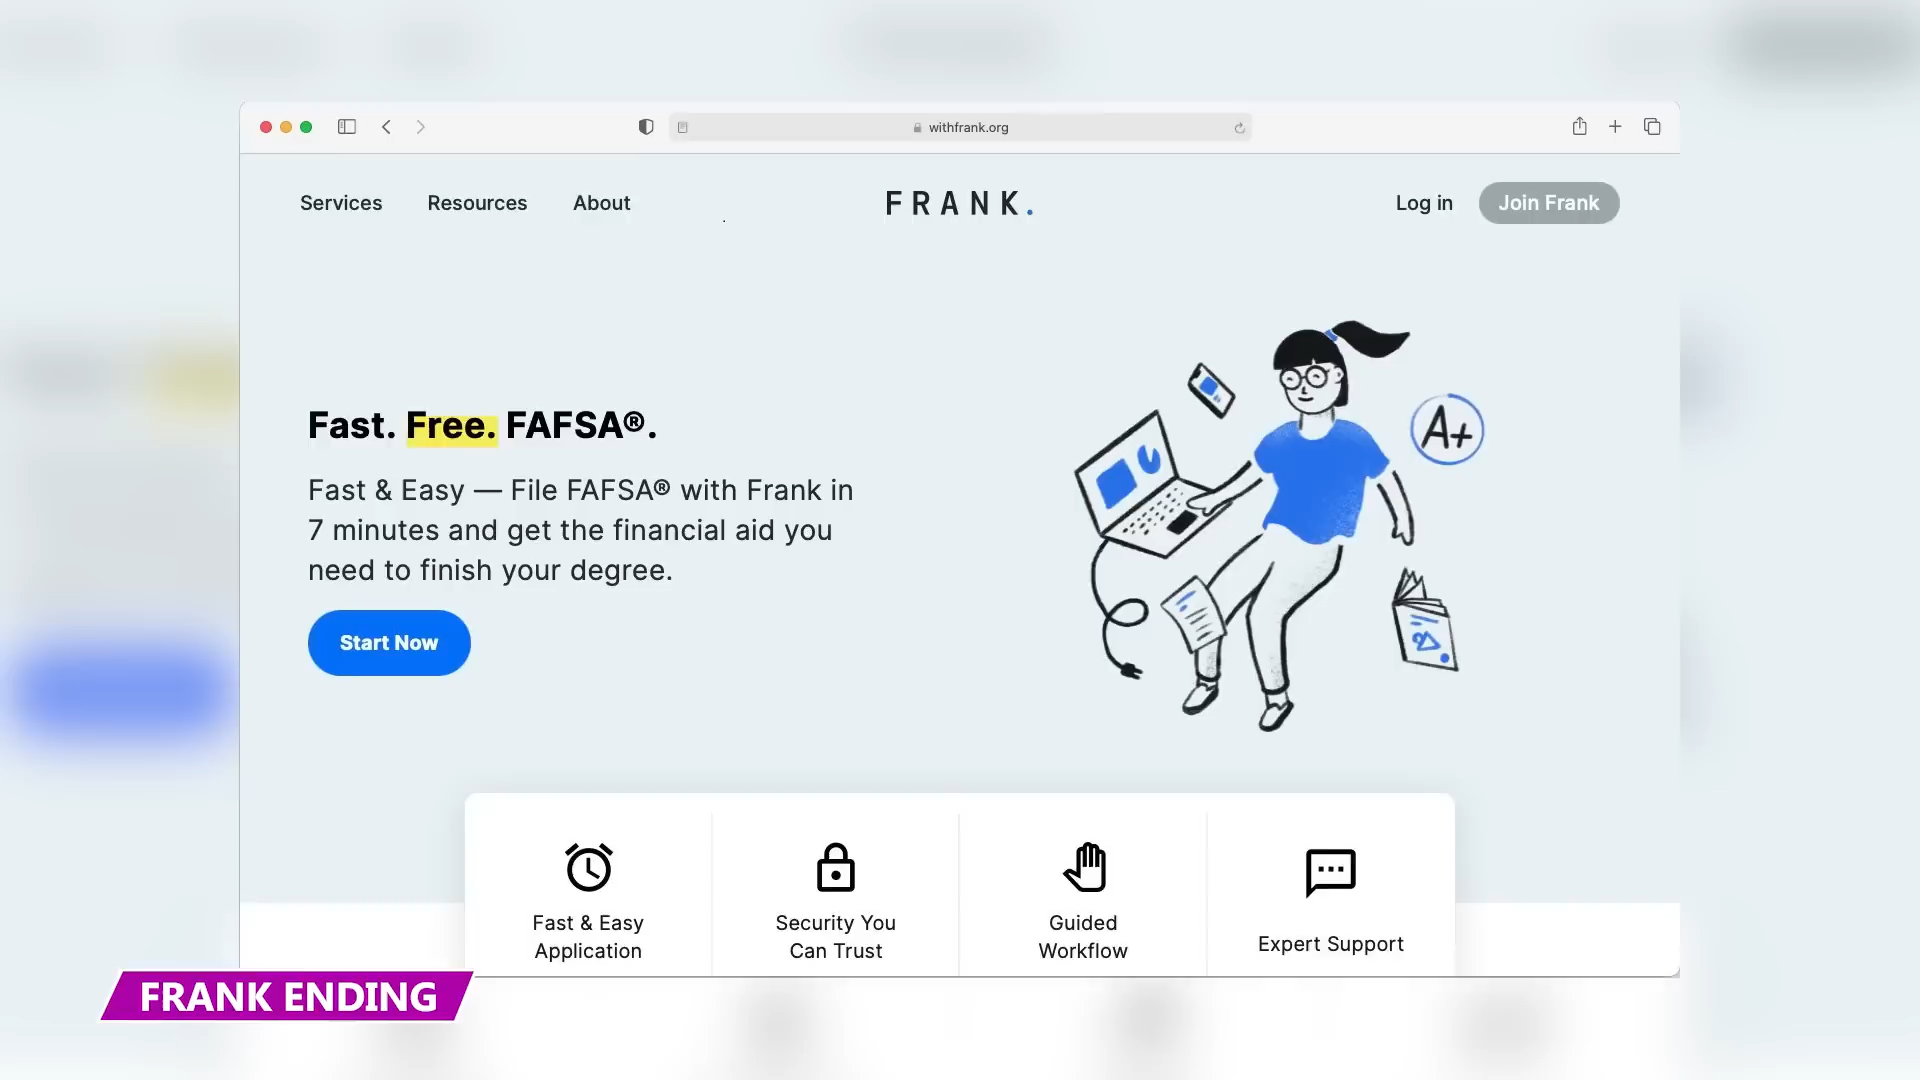 withfrank.org
Services Resources About FRANK. Log in Join Frank
A+
Fast. Free. FAFSA®.
Fast & Easy — File FAFSA® with Frank in
7 minutes and get the financial aid you
need to finish your degree.
Start Now
Fast & Easy
Application
Security You
Can Trust
Guided
Workflow
Expert Support
FRANK ENDING